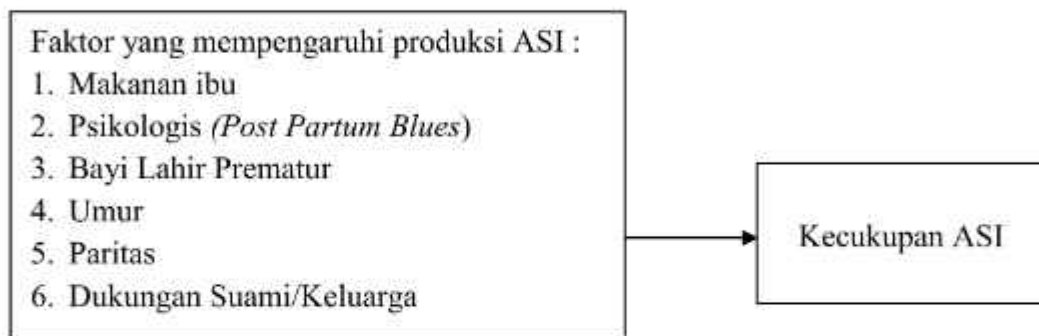 Faktor yang mempengaruhi produksi ASI :
1. Makanan ibu
2. Psikologis (Post Partum Blues)
3. Bayi Lahir Prematur
4. Umur
5. Paritas
6. Dukungan Suami/Keluarga
Kecukupan ASI